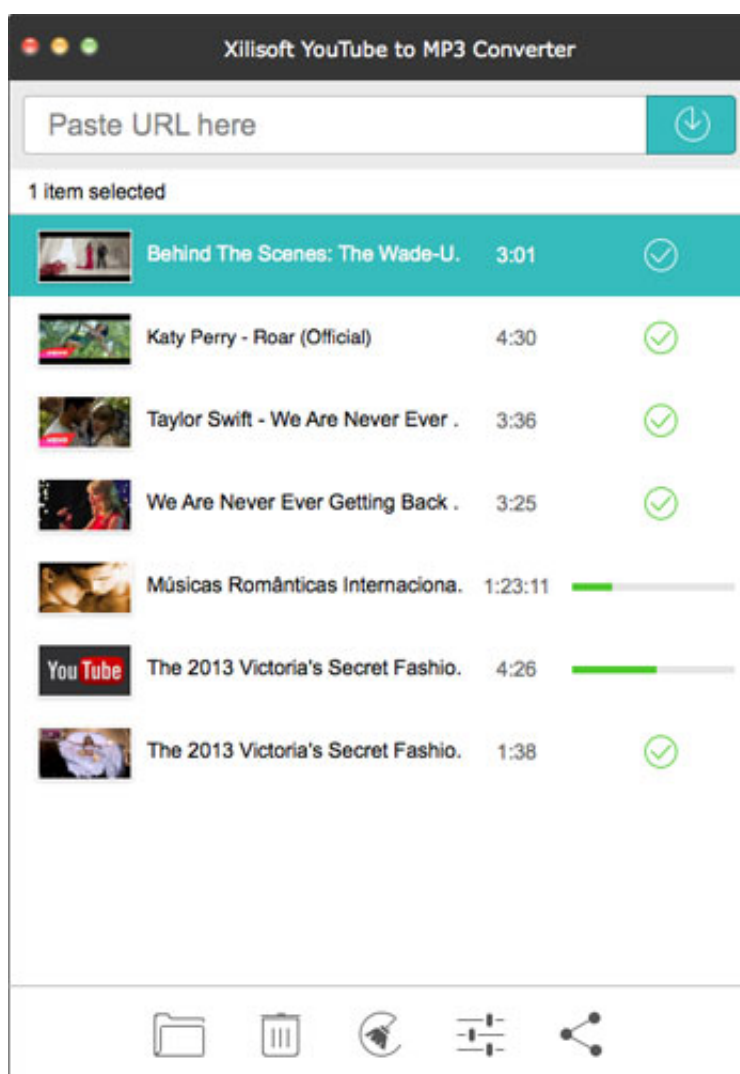 Xilisoft YouTube to MP3 Converter
Paste URL here
1 item selected
Behind The Scenes: The Wade-U. 3:01
Katy Perry - Roar (Official) 4:30
Taylor Swift - We Are Never Ever . 3:36
We Are Never Ever Getting Back . 3:25
Músicas Românticas Internaciona. 1:23:11
YouTube The 2013 Victoria's Secret Fashio. 4:26
The 2013 Victoria's Secret Fashio. 1:38